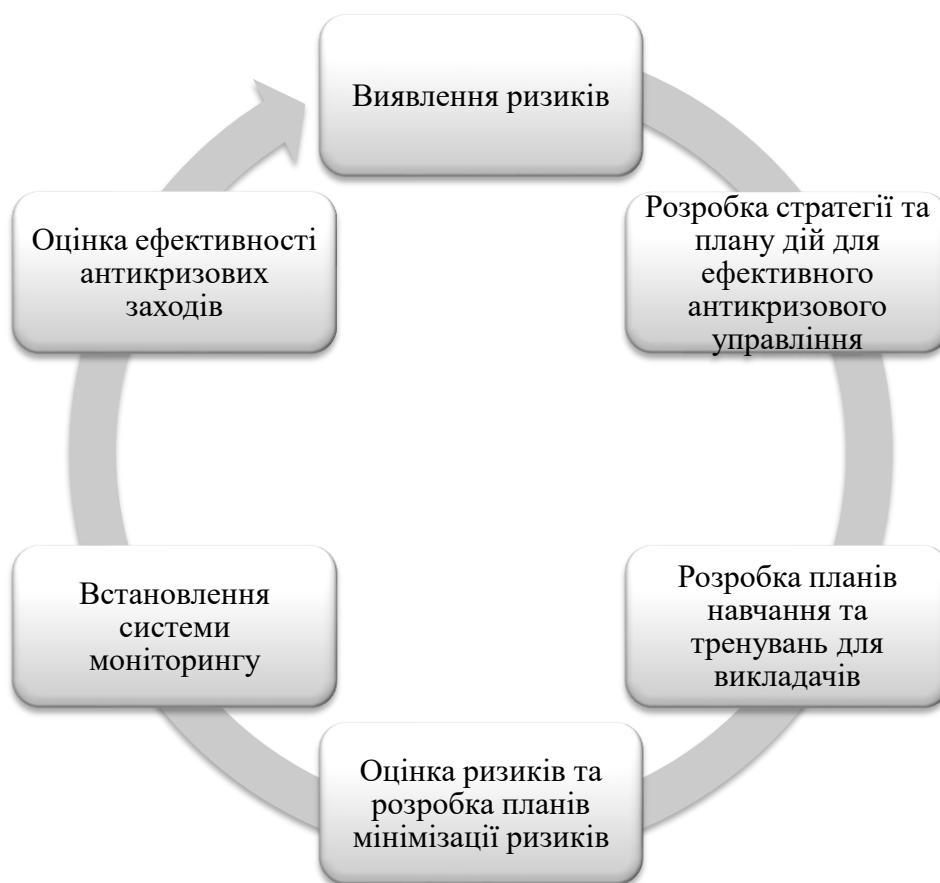 Виявлення ризиків
Розробка стратегії та
плану дій для
ефективного
антикризового
управління
Розробка планів
навчання та
тренувань для
викладачів
Оцінка ризиків та
розробка планів
мінімізації ризиків
Встановлення
системи
моніторингу
Оцінка ефективності
антикризових
заходів